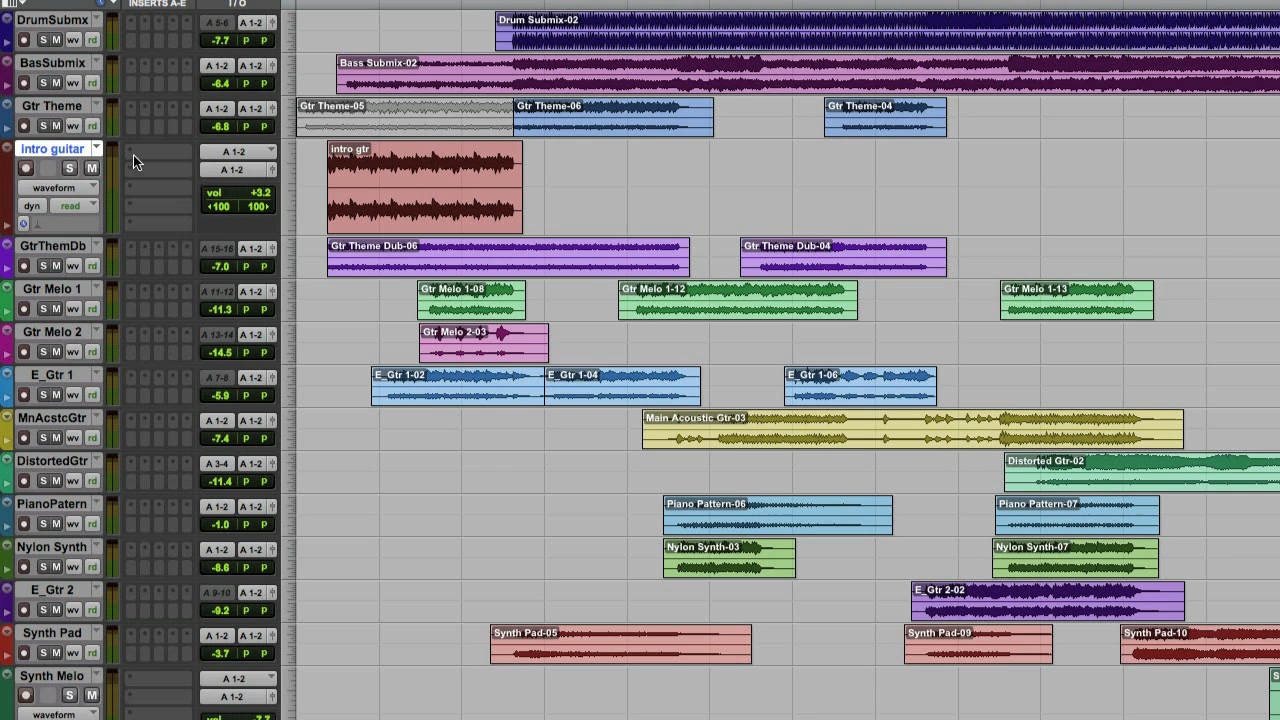 INSERTS A-E I / O
DrumSubmx A 5-6 A 1-2 Drum Submix-02
S M wv rd -7.7 P P
BasSubmix A 1-2 A 1-2 Bass Submix-02
S M wv rd -6.4 P P
Gtr Theme A 1-2 A 1-2 Gtr Theme-05 Gtr Theme-06 Gtr Theme-04
S M wv rd -6.8 P P
intro guitar A 1-2 intro gtr
S M A 1-2
waveform vol +3.2
dyn read 100 100
GtrThemDb A 15-16 A 1-2 Gtr Theme Dub-06 Gtr Theme Dub-04
S M wv rd -7.0 P P
Gtr Melo 1 A 11-12 A 1-2 Gtr Melo 1-08 Gtr Melo 1-12 Gtr Melo 1-13
S M wv rd -11.3 P P
Gtr Melo 2 A 13-14 A 1-2 Gtr Melo 2-03
S M wv rd -14.5 P P
E_Gtr 1 A 7-8 A 1-2 E_Gtr 1-02 E_Gtr 1-04 E_Gtr 1-06
S M wv rd -5.9 P P
MnAcstcGtr A 1-2 A 1-2 Main Acoustic Gtr-03
S M wv rd -7.4 P P
DistortedGtr A 3-4 A 1-2 Distorted Gtr-02
S M wv rd -11.4 P P
PianoPatern A 1-2 A 1-2 Piano Pattern-06 Piano Pattern-07
S M wv rd -1.0 P P
Nylon Synth A 1-2 A 1-2 Nylon Synth-03 Nylon Synth-07
S M wv rd -8.6 P P
E_Gtr 2 A 9-10 A 1-2 E_Gtr 2-02
S M wv rd -9.2 P P
Synth Pad A 1-2 A 1-2 Synth Pad-05 Synth Pad-09 Synth Pad-10
S M wv rd -3.7 P P
Synth Melo A 1-2 S
S M A 1-2
waveform